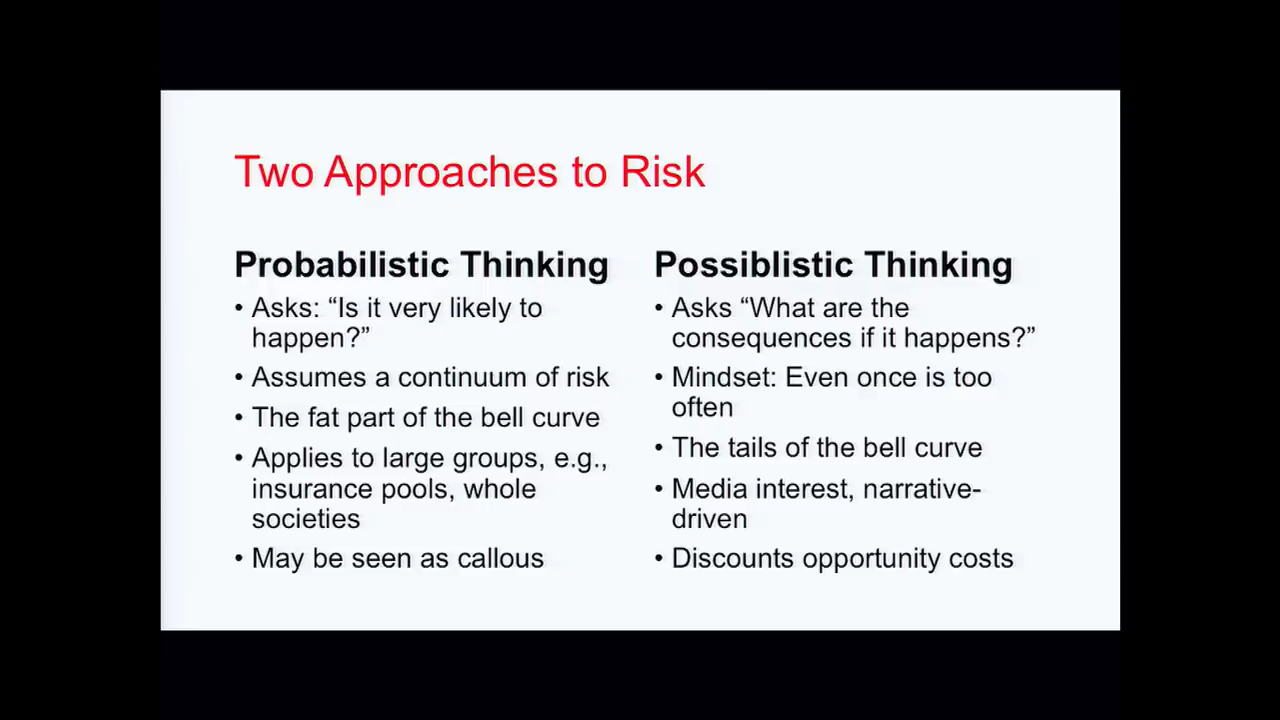 Two Approaches to Risk
Probabilistic Thinking
• Asks: “Is it very likely to
happen?”
• Assumes a continuum of risk
• The fat part of the bell curve
• Applies to large groups, e.g.,
insurance pools, whole
societies
• May be seen as callous
Possiblistic Thinking
• Asks “What are the
consequences if it happens?”
• Mindset: Even once is too
often
• The tails of the bell curve
• Media interest, narrative-
driven
• Discounts opportunity costs